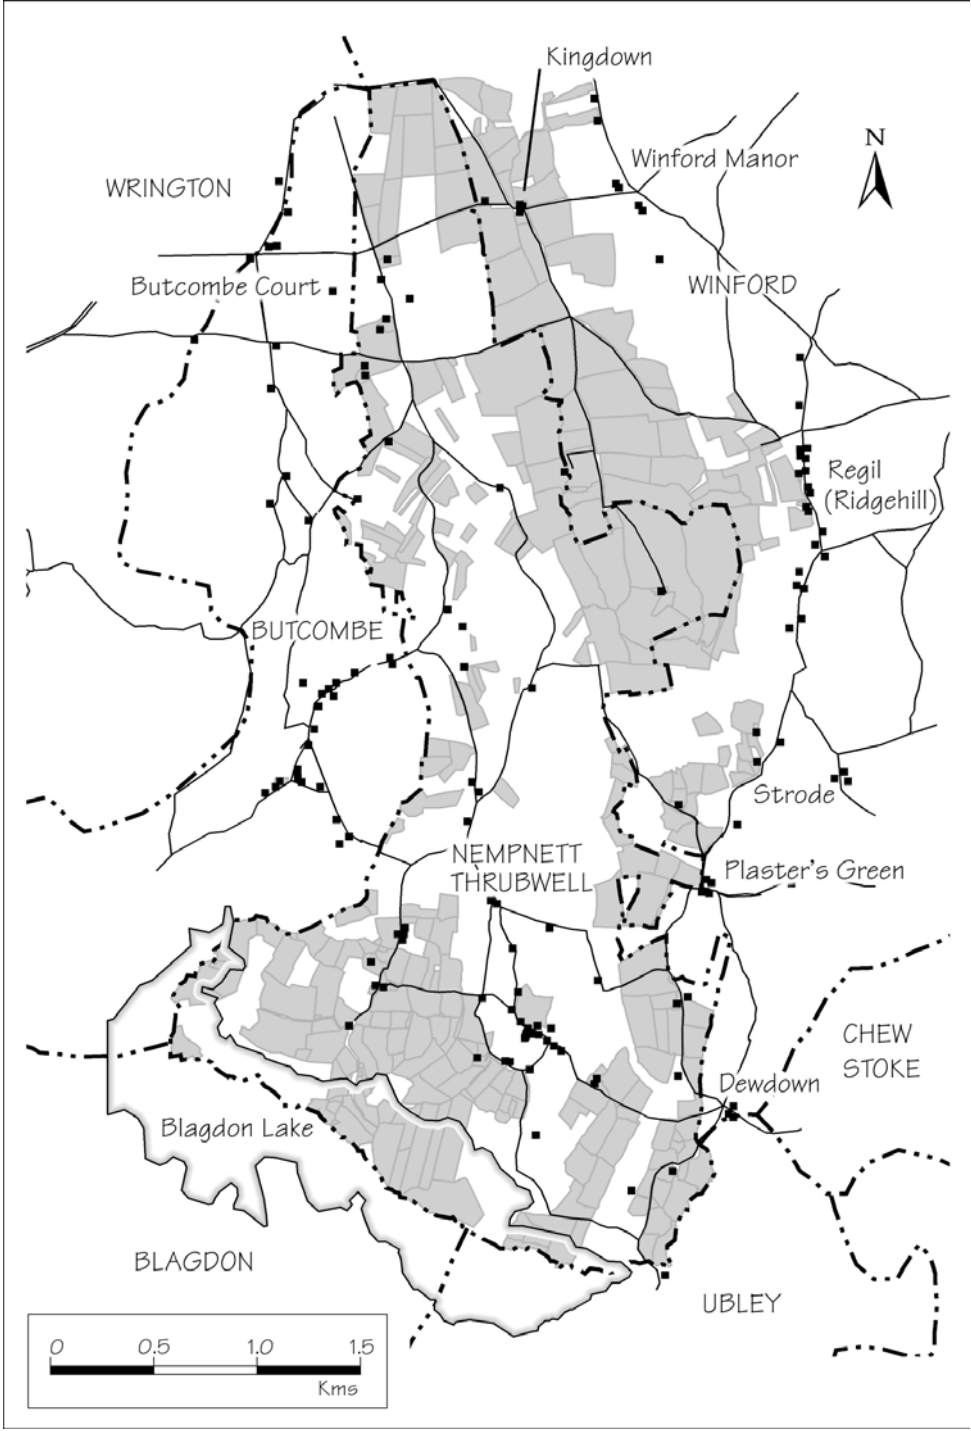 Kingdown
N
Winford Manor
WRINGTON
Butcombe Court
WINFORD
Regil
(Ridgehill)
BUTCOMBE
Strode
NEMPNETT
THRUBWELL
Plaster's Green
CHEW
STOKE
Dewdown
Blagdon Lake
BLAGDON
UBLEY
0 0.5 1.0 1.5
Kms